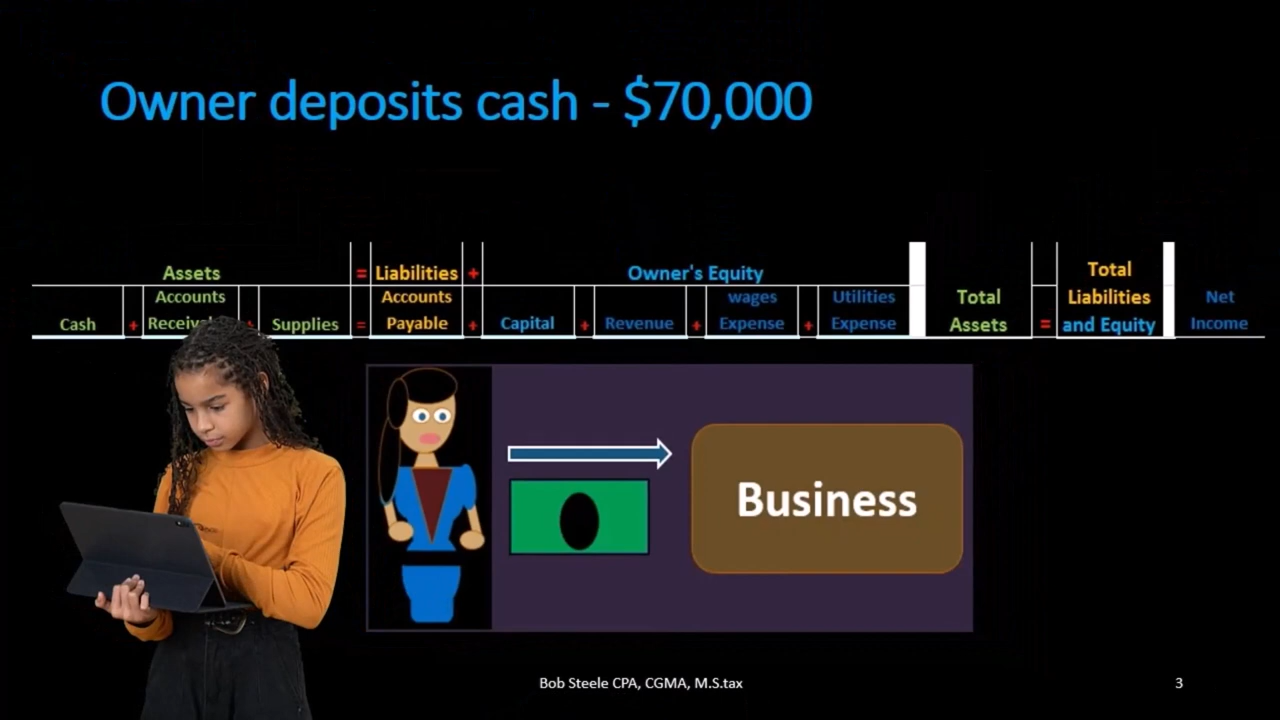 Owner deposits cash - $70,000
Assets = Liabilities + Owner's Equity Total
Accounts Accounts wages Utilities Total Liabilities Net
Cash + + Supplies = Payable + Capital + Revenue + Expense + Expense Assets = and Equity Income
Business
Bob Steele CPA, CGMA, M.S.tax 3